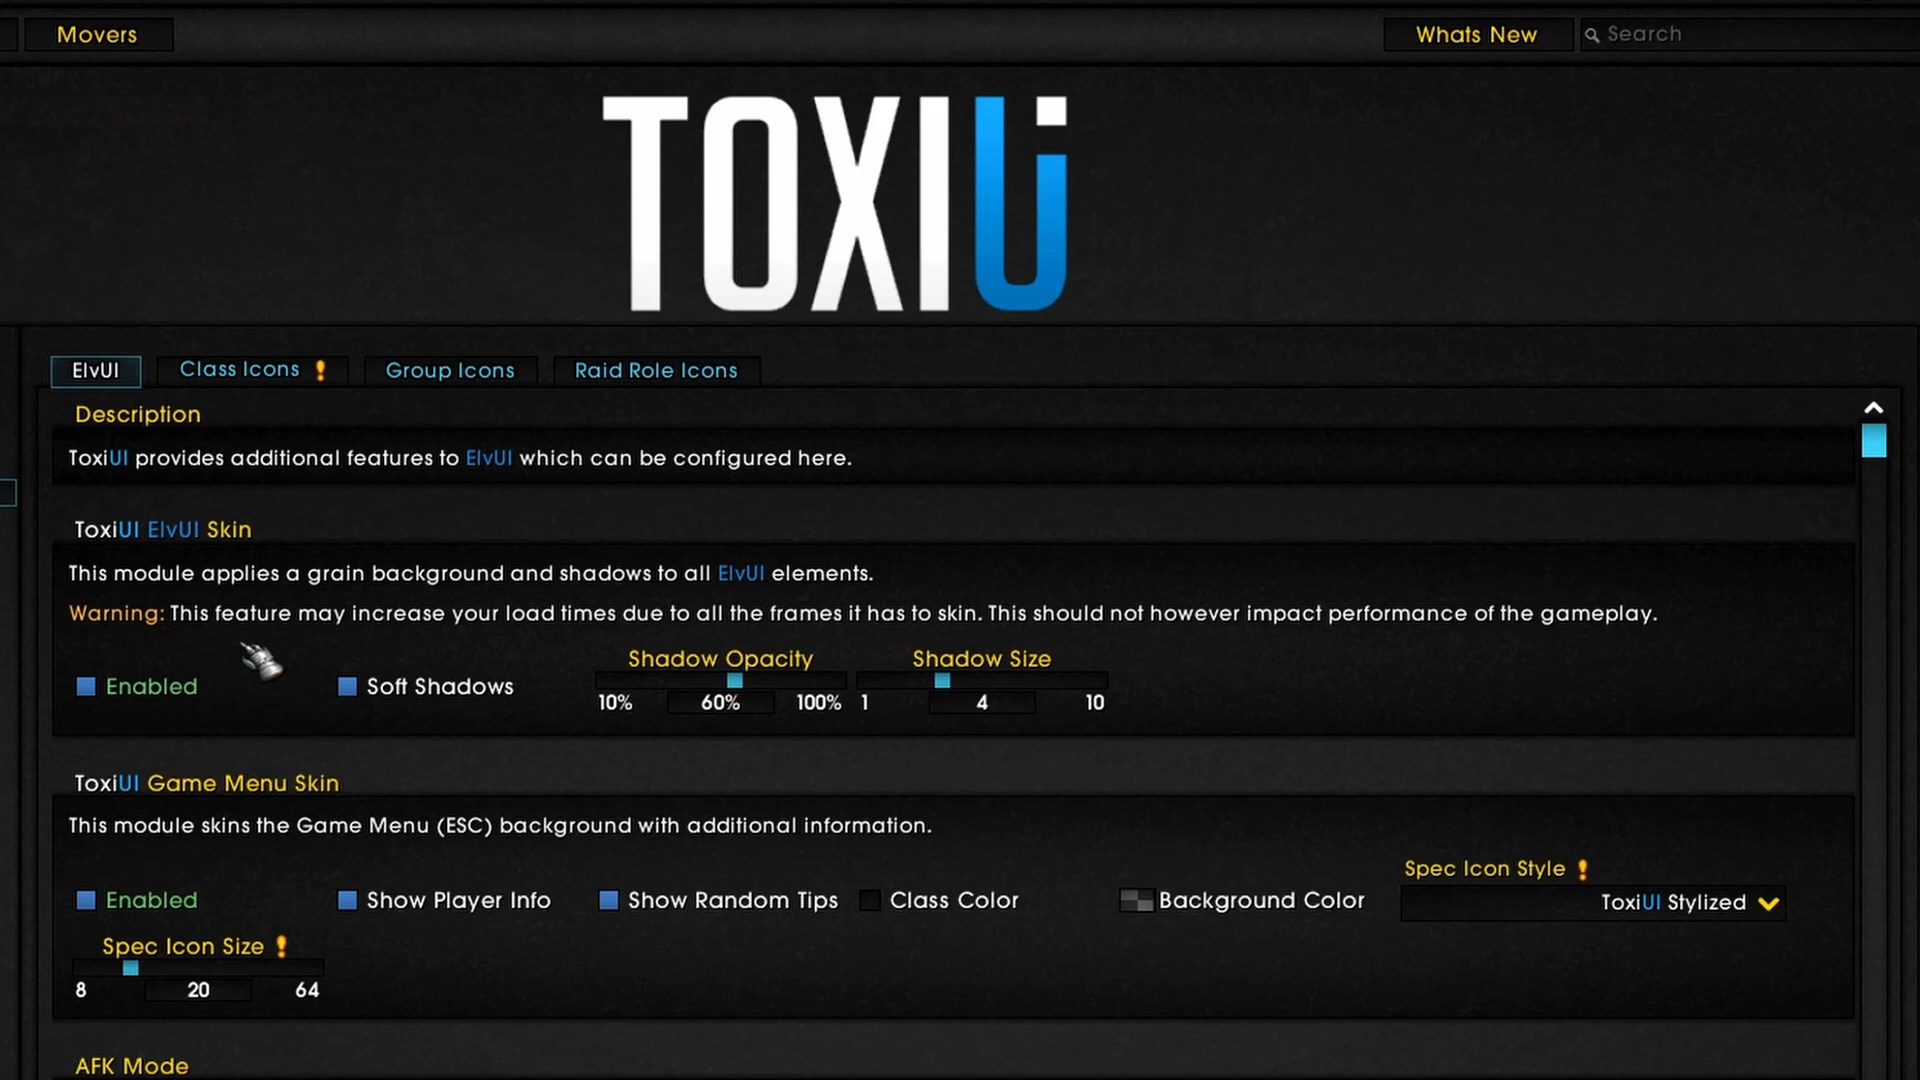 Movers
Whats New
Search
TOXIUI
ElvUI
Class Icons !
Group Icons
Raid Role Icons
Description
ToxiUI provides additional features to ElvUI which can be configured here.
ToxiUI ElvUI Skin
This module applies a grain background and shadows to all ElvUI elements.
Warning: This feature may increase your load times due to all the frames it has to skin. This should not however impact performance of the gameplay.
Shadow Opacity
Shadow Size
Enabled
Soft Shadows
10% 60% 100%
1 4 10
ToxiUI Game Menu Skin
This module skins the Game Menu (ESC) background with additional information.
Spec Icon Style !
Enabled
Show Player Info
Show Random Tips
Class Color
Background Color
ToxiUI Stylized
Spec Icon Size !
8 20 64
AFK Mode